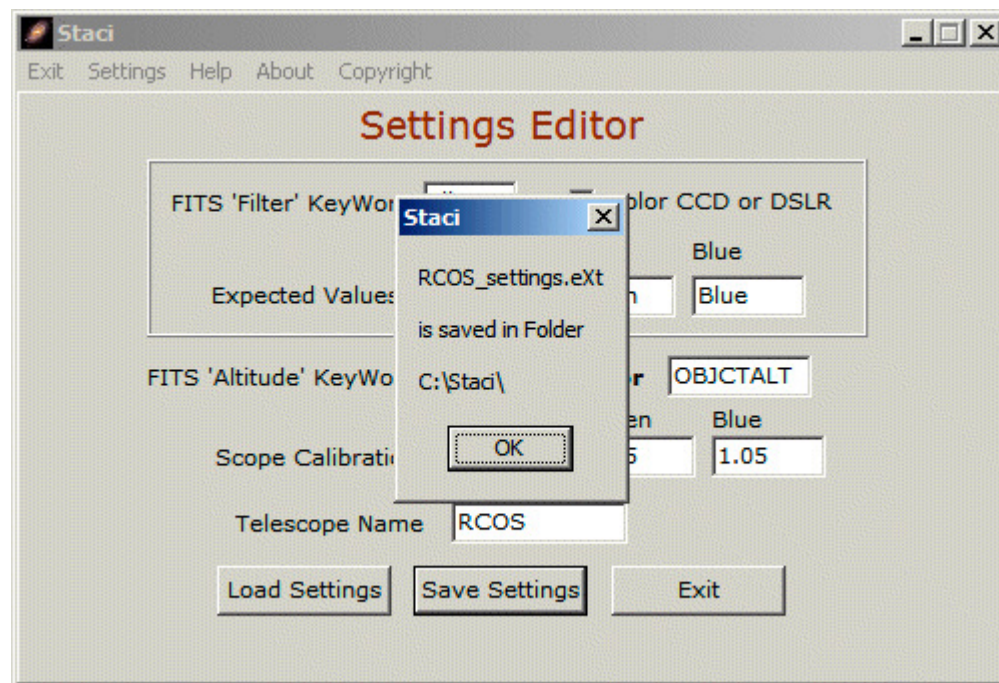 Staci
Exit Settings Help About Copyright
Settings Editor
FITS 'Filter' KeyWor
olor CCD or DSLR
Blue
Expected Values
Blue
FITS 'Altitude' KeyWo
OBJCTALT
Blue
Scope Calibratio
1.05
Telescope Name RCOS
Load Settings Save Settings Exit
Staci
RCOS_settings.eXt
is saved in Folder
C:\Staci\
OK